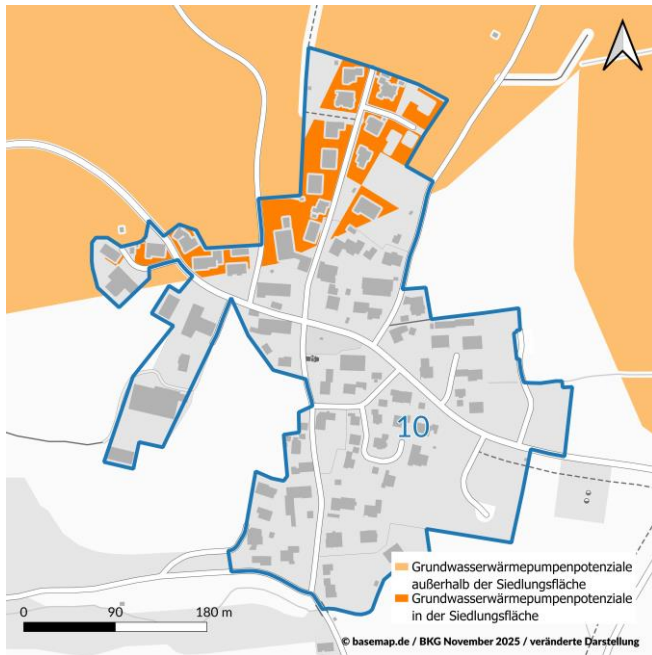 10
Grundwasserwärmepumpenpotenziale
außerhalb der Siedlungsfläche
Grundwasserwärmepumpenpotenziale
in der Siedlungsfläche
0 90 180 m
© basemap.de / BKG November 2025 / veränderte Darstellung